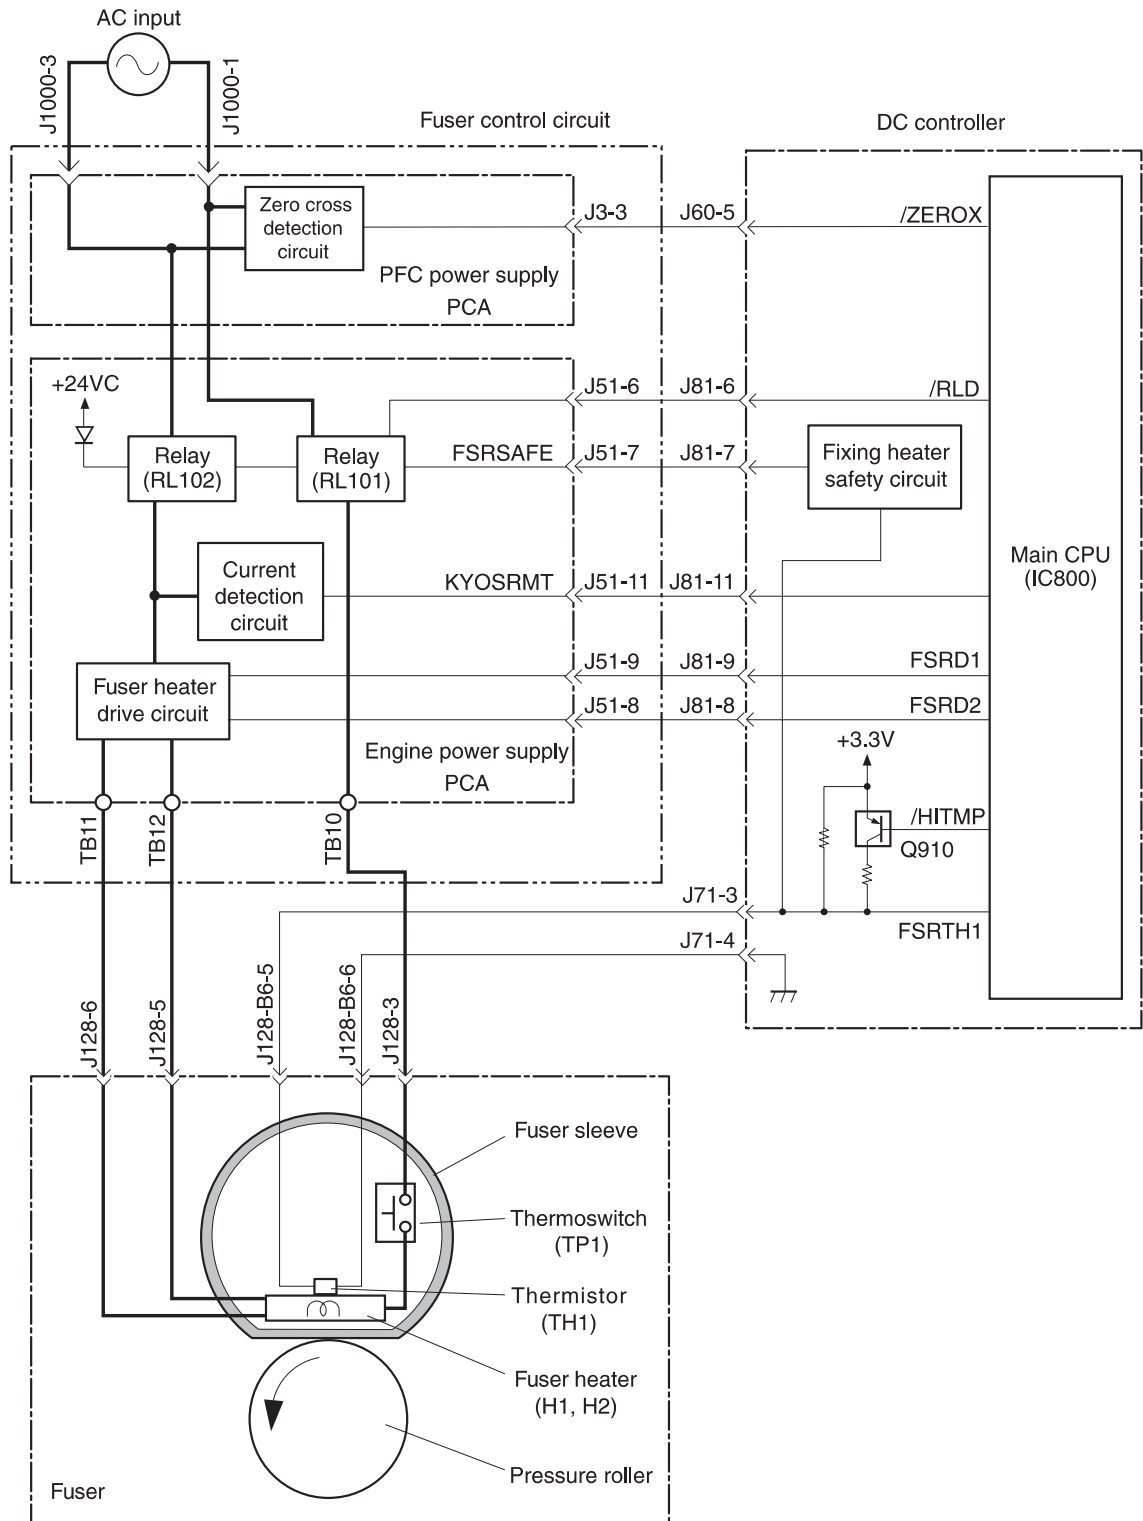 AC input
J1000-3
J1000-1
Fuser control circuit
DC controller
Zero cross
detection
circuit
J3-3
J60-5
/ZEROX
PFC power supply
PCA
+24VC
J51-6
J81-6
/RLD
Relay
(RL102)
Relay
(RL101)
FSRSAFE
J51-7
J81-7
Fixing heater
safety circuit
Main CPU
(IC800)
Current
detection
circuit
KYOSRMT
J51-11
J81-11
J51-9
J81-9
FSRD1
Fuser heater
drive circuit
J51-8
J81-8
FSRD2
Engine power supply
PCA
+3.3V
/HITMP
Q910
TB11
TB12
TB10
J71-3
FSRTH1
J71-4
J128-6
J128-5
J128-B6-5
J128-B6-6
J128-3
Fuser sleeve
Thermoswitch
(TP1)
Thermistor
(TH1)
Fuser heater
(H1, H2)
Pressure roller
Fuser